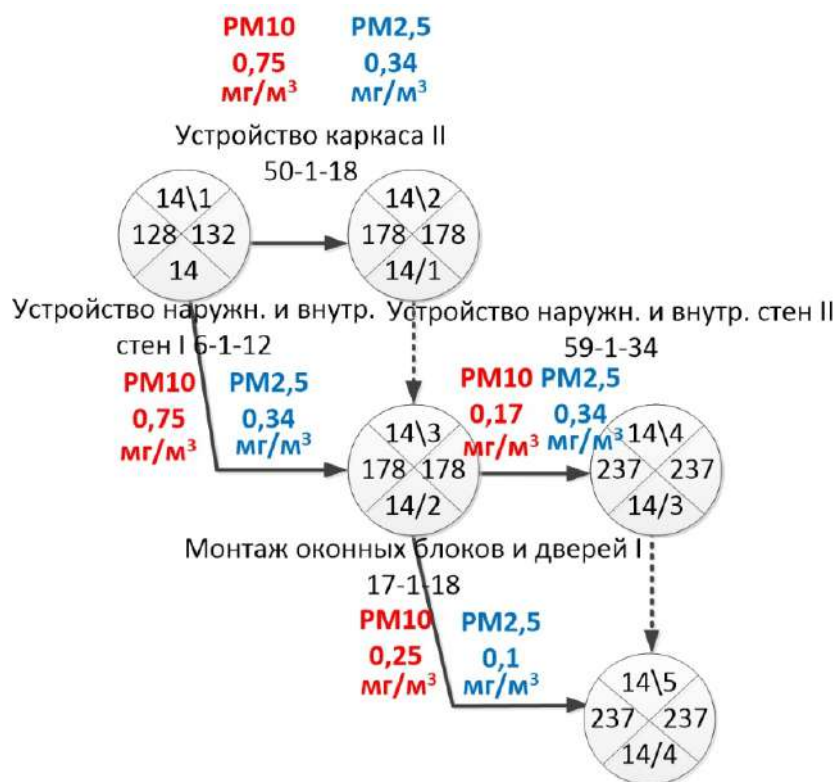 PM10 PM2,5
0,75 0,34
мг/м³ мг/м³
Устройство каркаса II
50-1-18
14\1
128 132
14
14\2
178 178
14/1
Устройство наружн. и внутр.
стен I 6-1-12
Устройство наружн. и внутр. стен II
59-1-34
PM10 PM2,5
0,75 0,34
мг/м³ мг/м³
PM10 PM2,5
0,17 0,34
мг/м³ мг/м³
14\3
178 178
14/2
14\4
237 237
14/3
Монтаж оконных блоков и дверей I
17-1-18
PM10 PM2,5
0,25 0,1
мг/м³ мг/м³
14\5
237 237
14/4